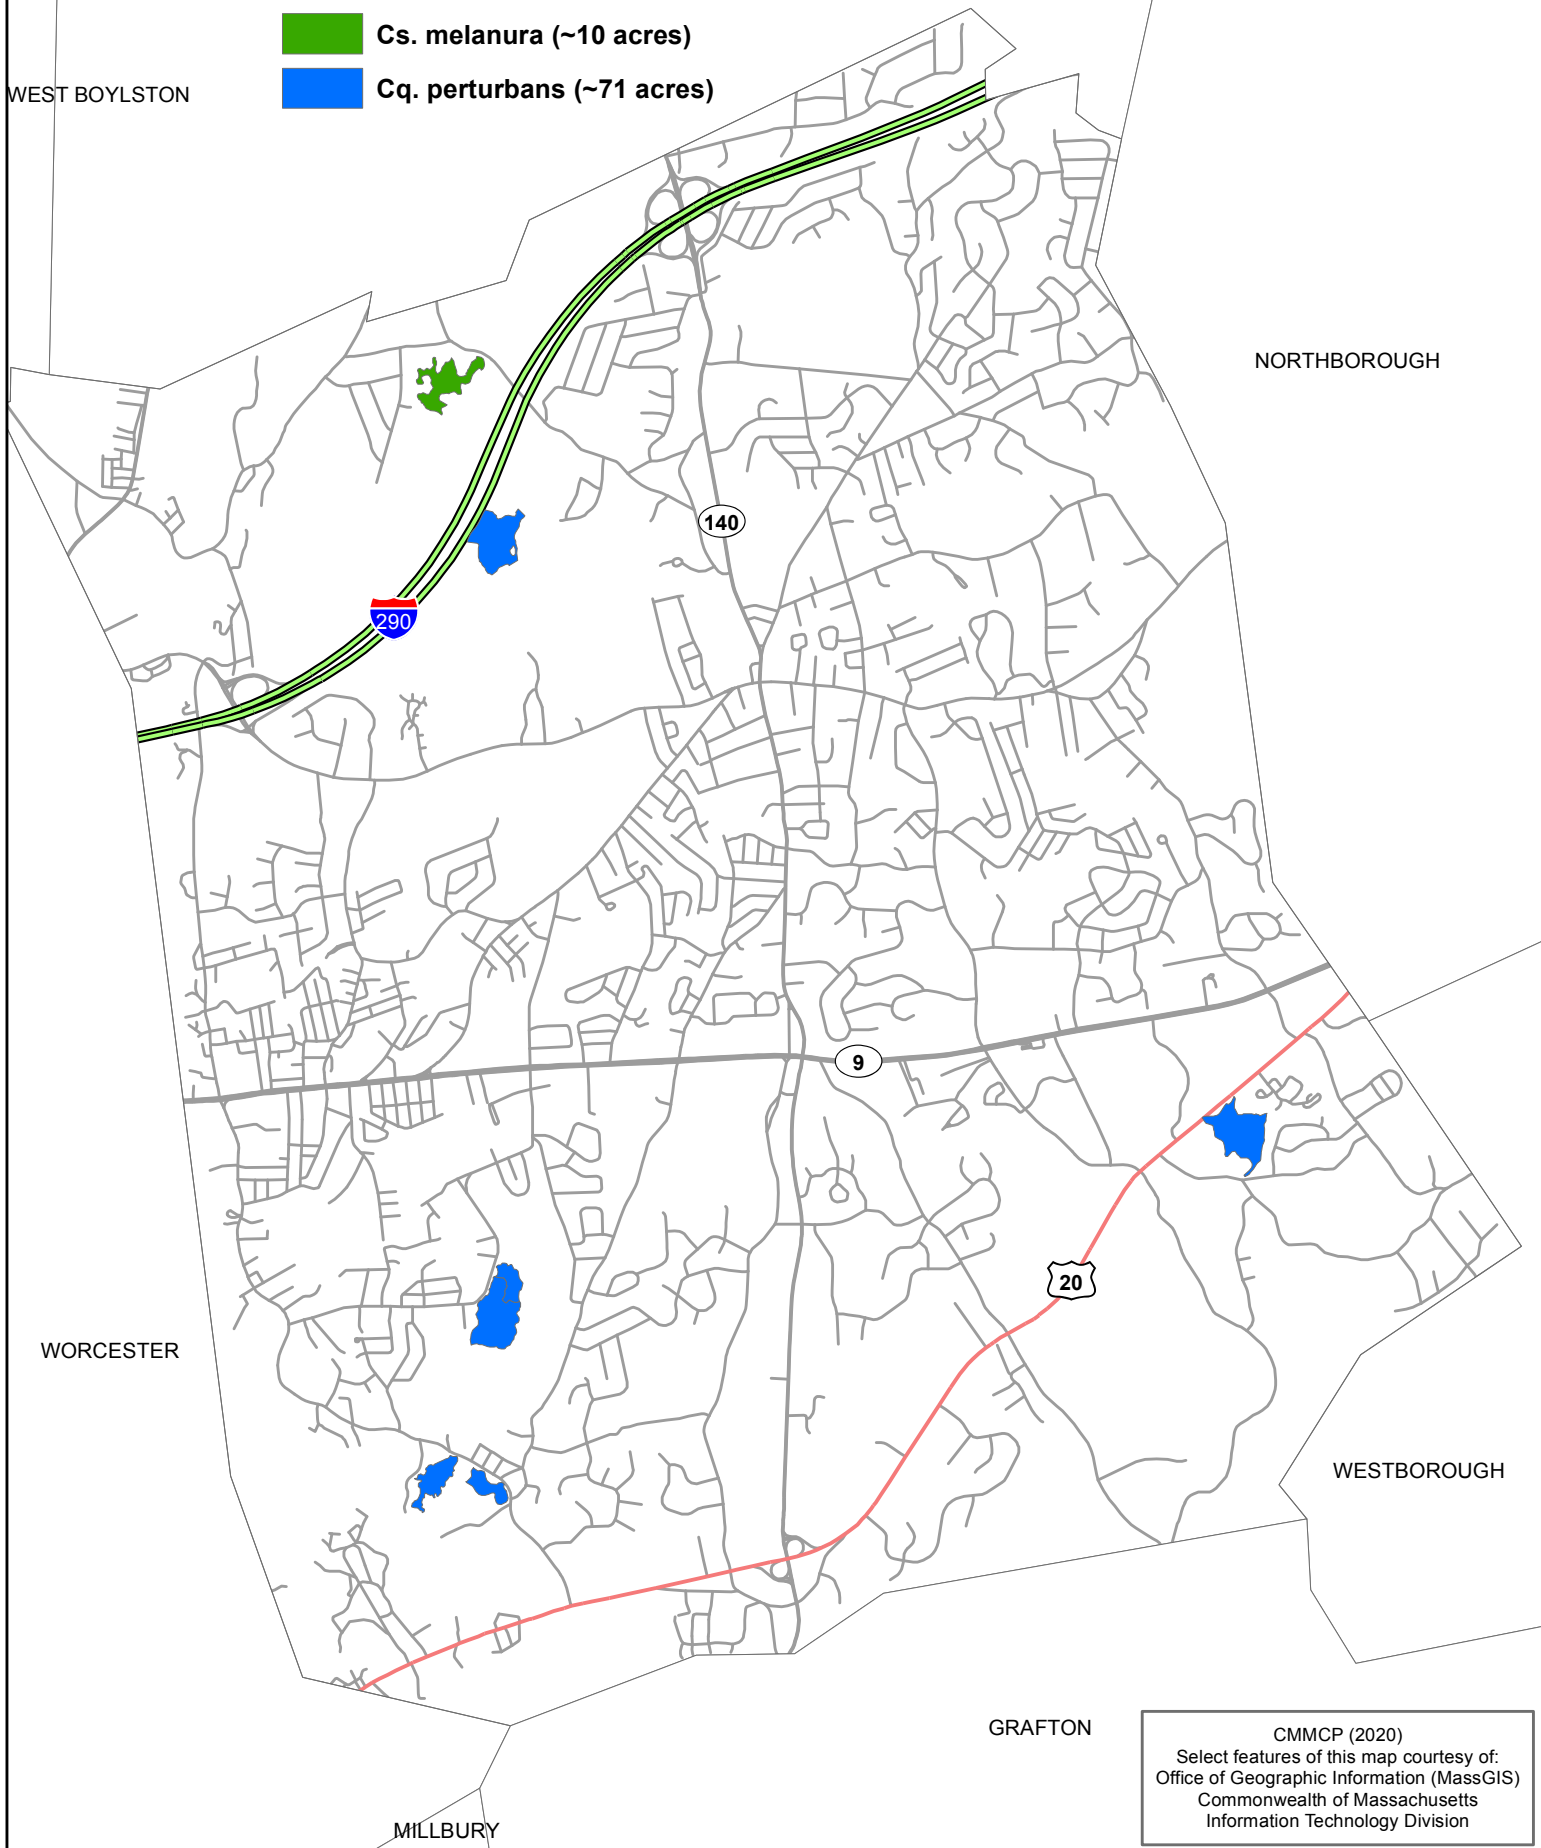 Cs. melanura (~10 acres)
Cq. perturbans (~71 acres)
WEST BOYLSTON
NORTHBOROUGH
140
290
9
20
WORCESTER
WESTBOROUGH
GRAFTON
MILLBURY
CMMCP (2020)
Select features of this map courtesy of:
Office of Geographic Information (MassGIS)
Commonwealth of Massachusetts
Information Technology Division